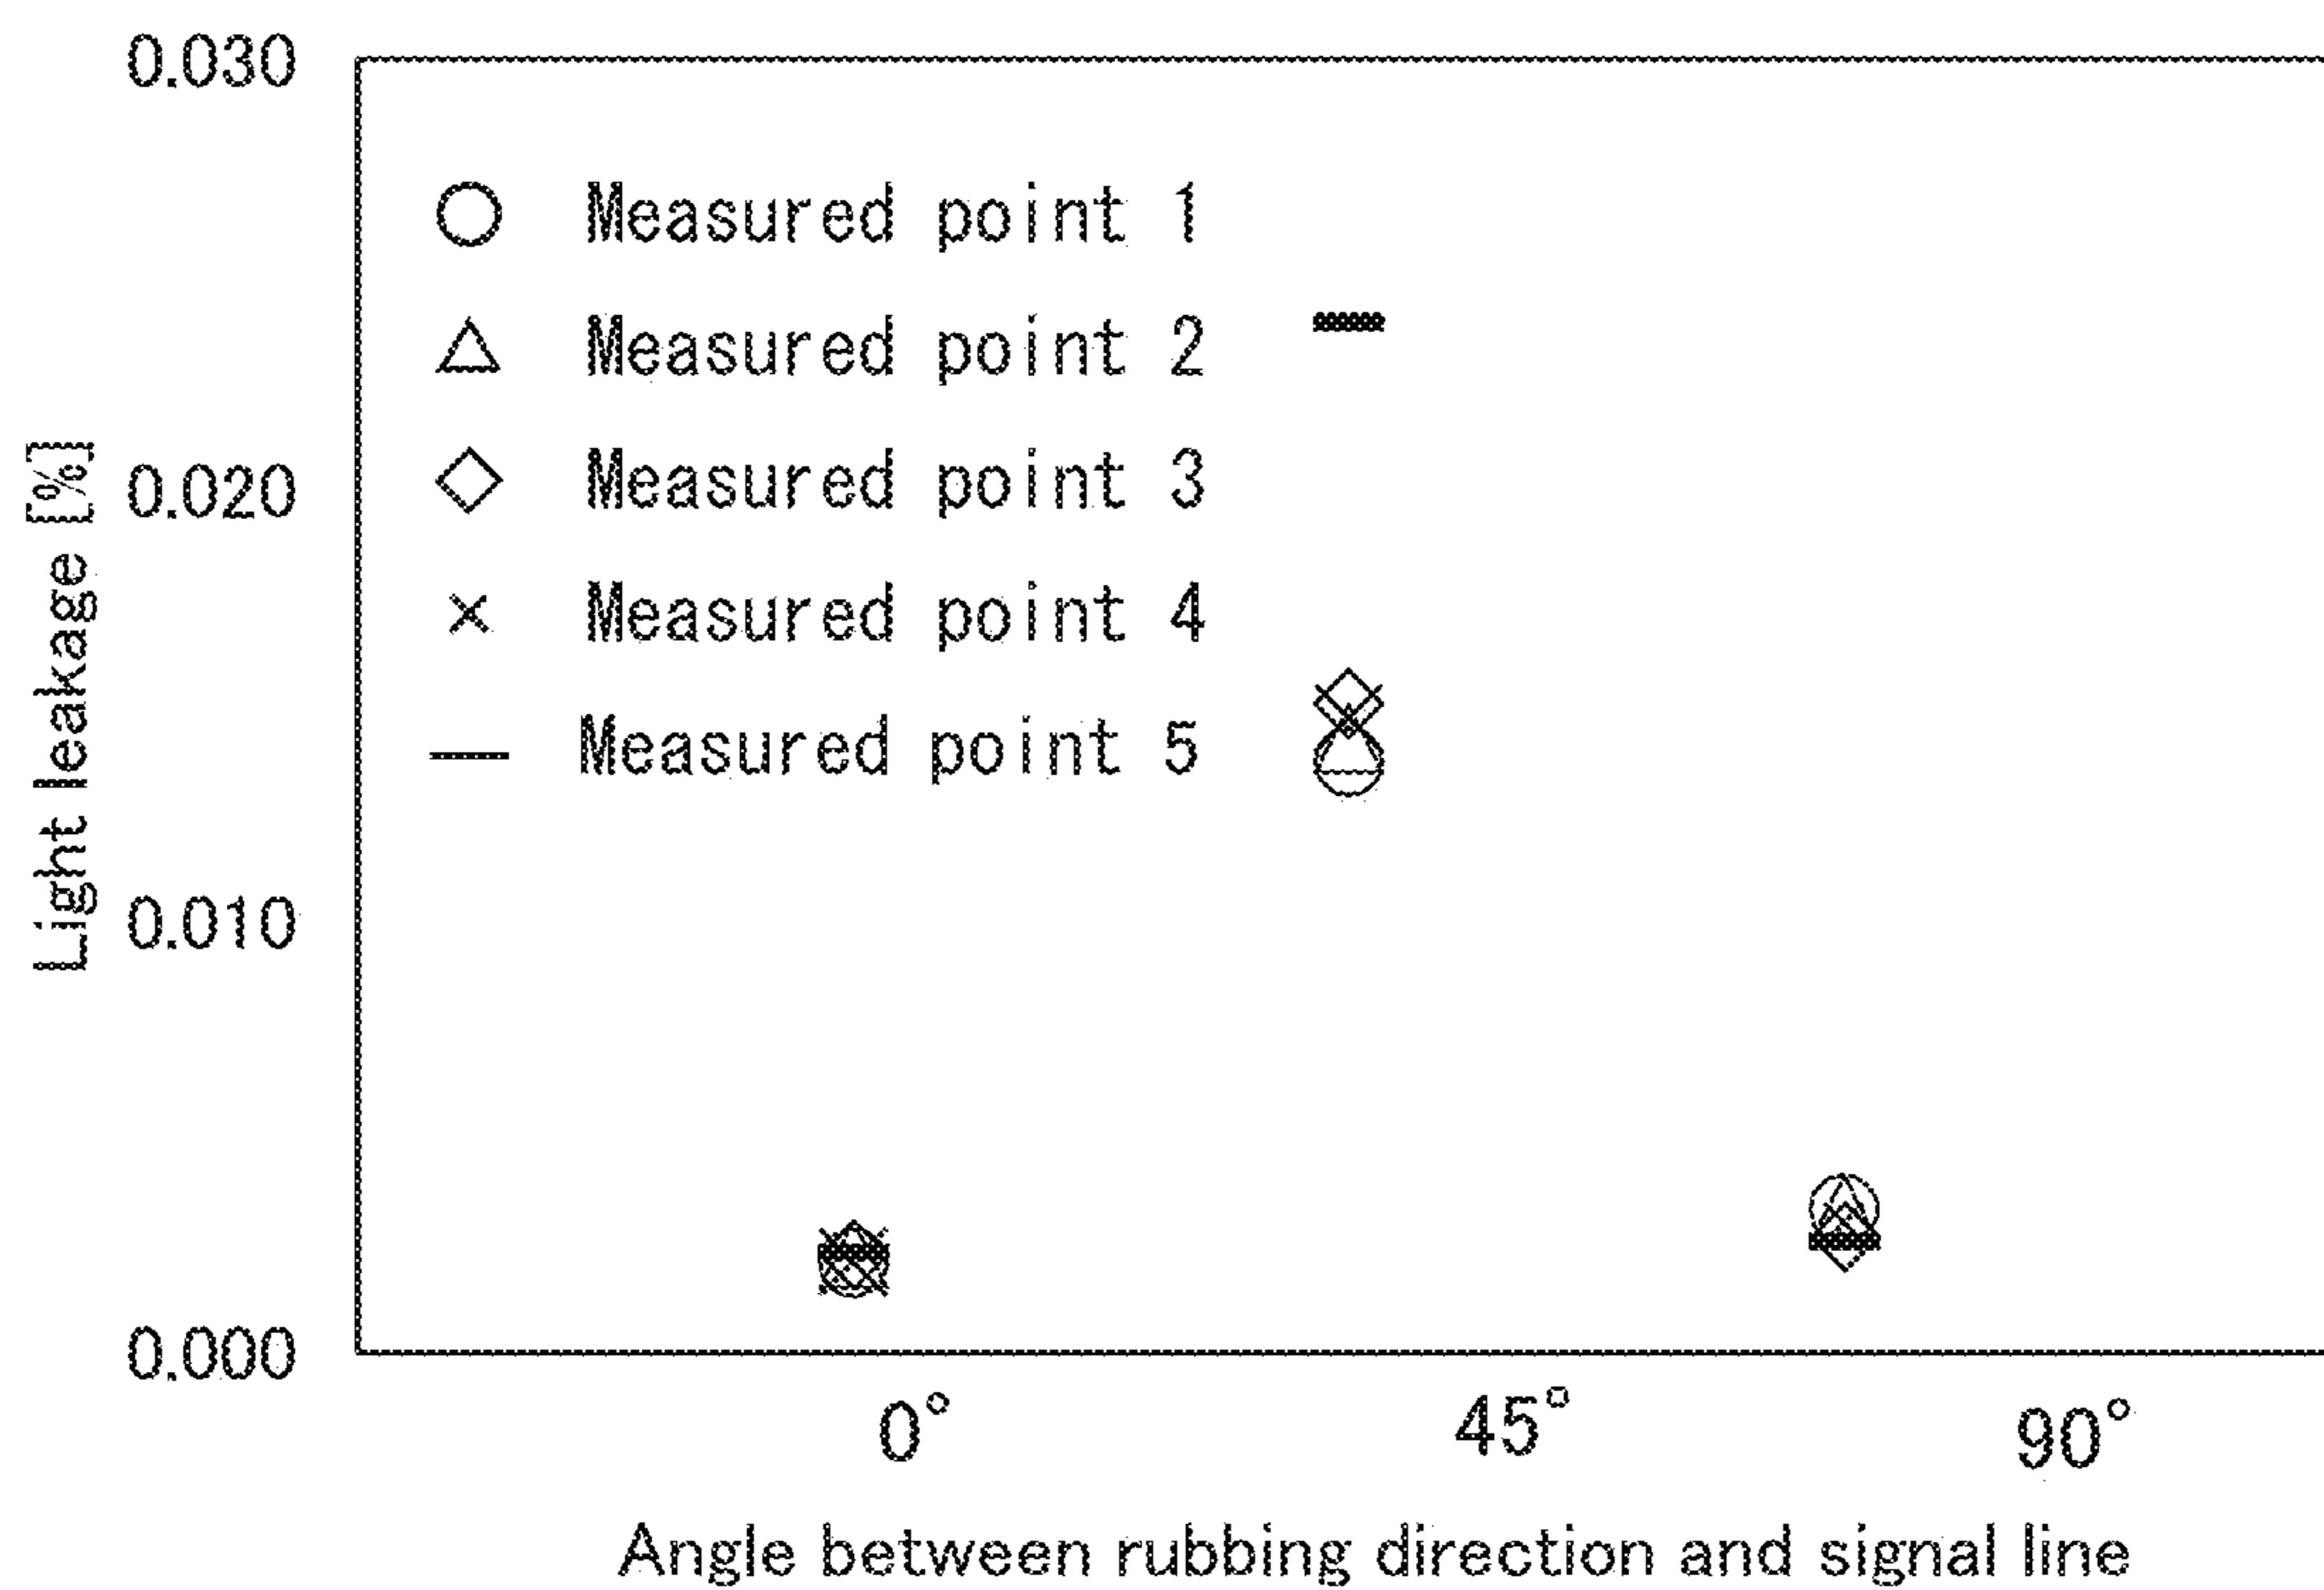 0.030
Measured point 1
Measured point 2
Measured point 3
Measured point 4
Measured point 5
0.020
0.010
0.000
Light leakage [%]
0° 45° 90°
Angle between rubbing direction and signal line